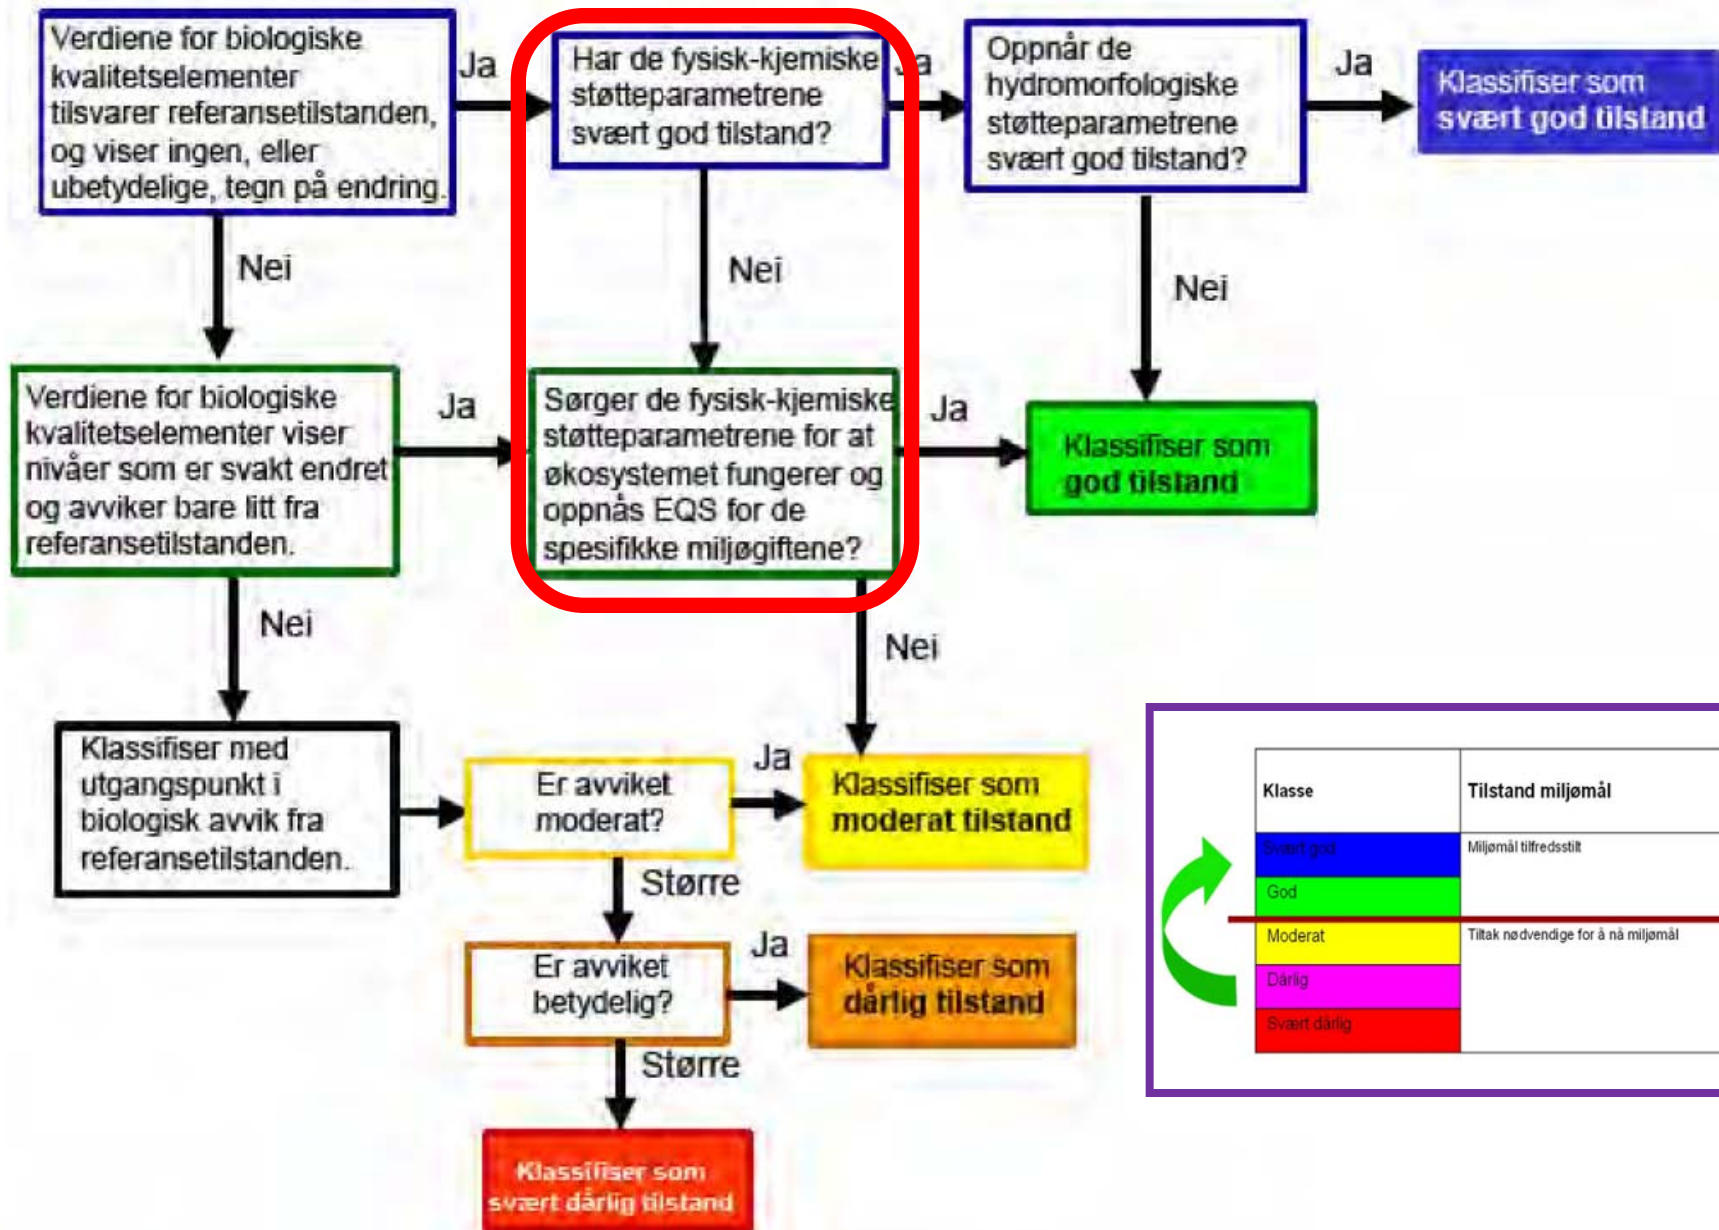 Verdiene for biologiske
kvalitetselementer
tilsvarer referansetilstanden,
og viser ingen, eller
ubetydelige, tegn på endring.
Ja
Har de fysisk-kjemiske
støtteparametrene
svært god tilstand?
Ja
Oppnår de
hydromorfologiske
støtteparametrene
svært god tilstand?
Ja
Klassifiser som
svært god tilstand
Nei
Nei
Nei
Verdiene for biologiske
kvalitetselementer viser
nivåer som er svakt endret
og avviker bare litt fra
referansetilstanden.
Ja
Sørger de fysisk-kjemiske
støtteparametrene for at
økosystemet fungerer og
oppnås EQS for de
spesifikke miljøgiftene?
Ja
Klassifiser som
god tilstand
Nei
Nei
Klassifiser med
utgangspunkt i
biologisk avvik fra
referansetilstanden.
Er avviket
moderat?
Ja
Klassifiser som
moderat tilstand
Større
Er avviket
betydelig?
Ja
Klassifiser som
dårlig tilstand
Større
Klassifiser som
svært dårlig tilstand
Klasse
Tilstand miljømål
Svært god
Miljømål tilfredsstilt
God
Moderat
Tiltak nødvendige for å nå miljømål
Dårlig
Svært dårlig